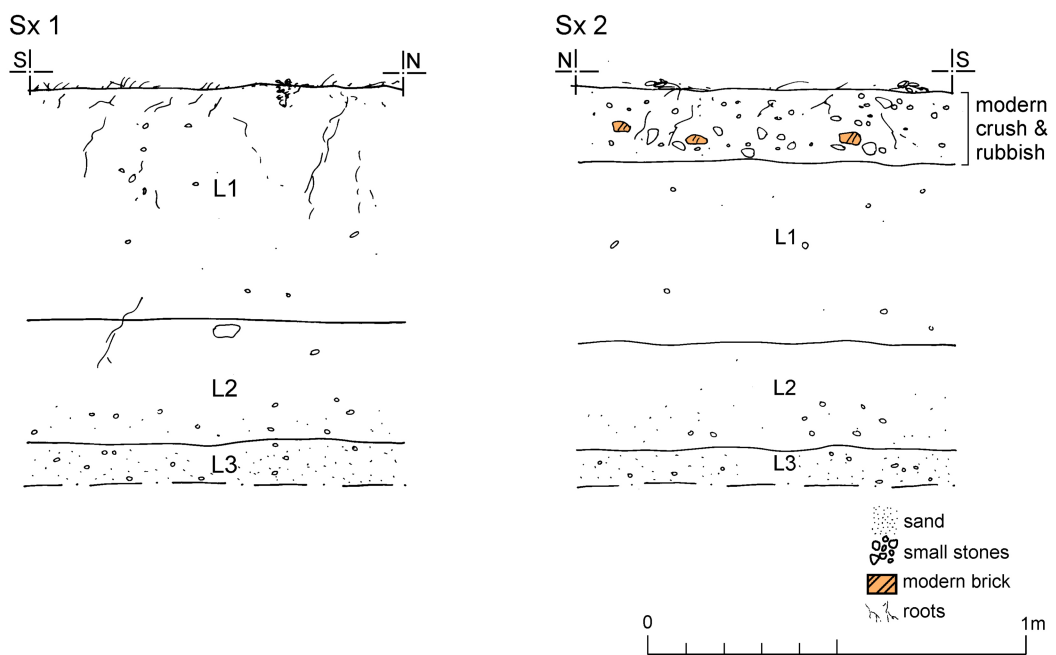 Sx 1
S N
L1
L2
L3
Sx 2
N S
modern
crush &
rubbish
L1
L2
L3
sand
small stones
modern brick
roots
0 1m